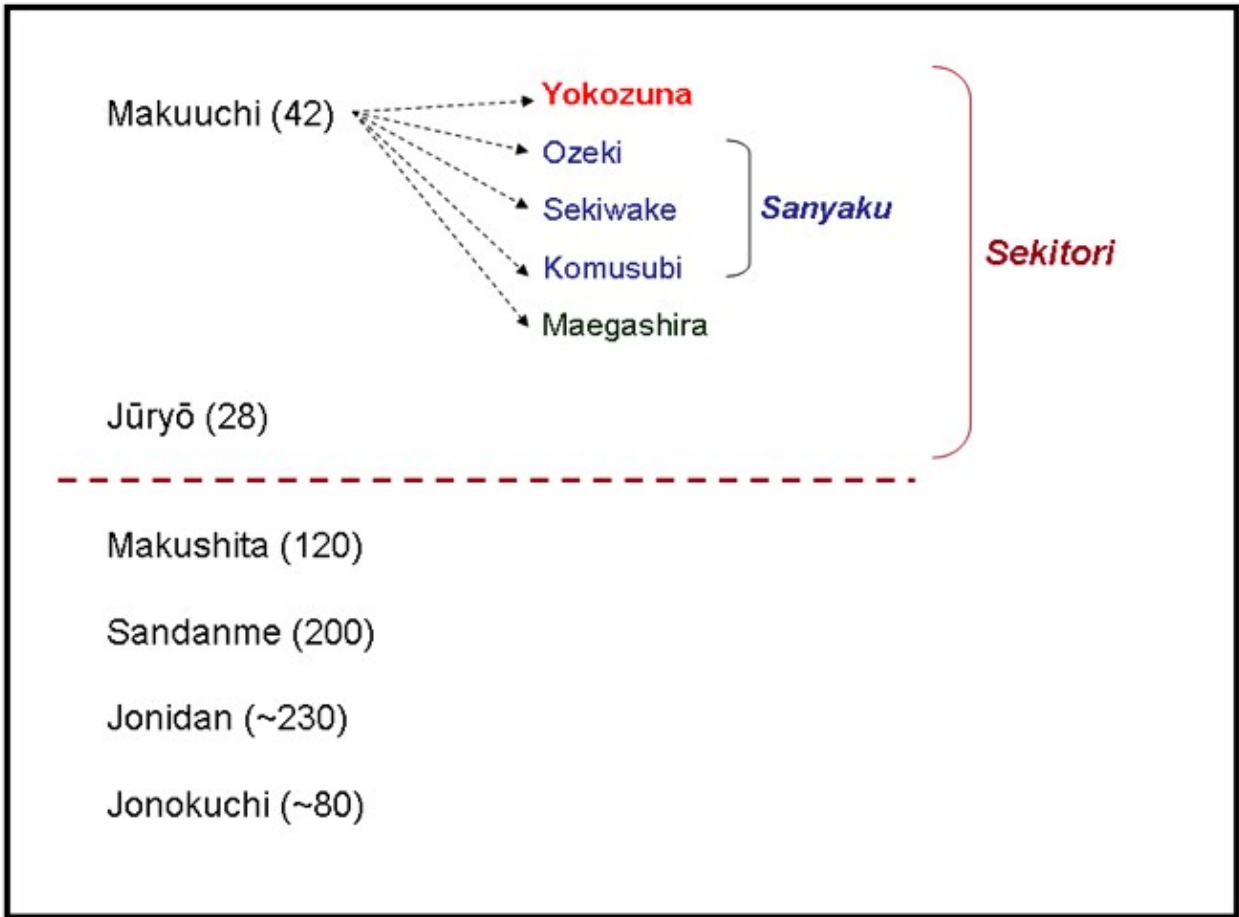 Makuuchi (42)
Yokozuna
Ozeki
Sekiwake
Komusubi
Maegashira
Sanyaku
Sekitori
Jūryō (28)
Makushita (120)
Sandanme (200)
Jonidan (~230)
Jonokuchi (~80)